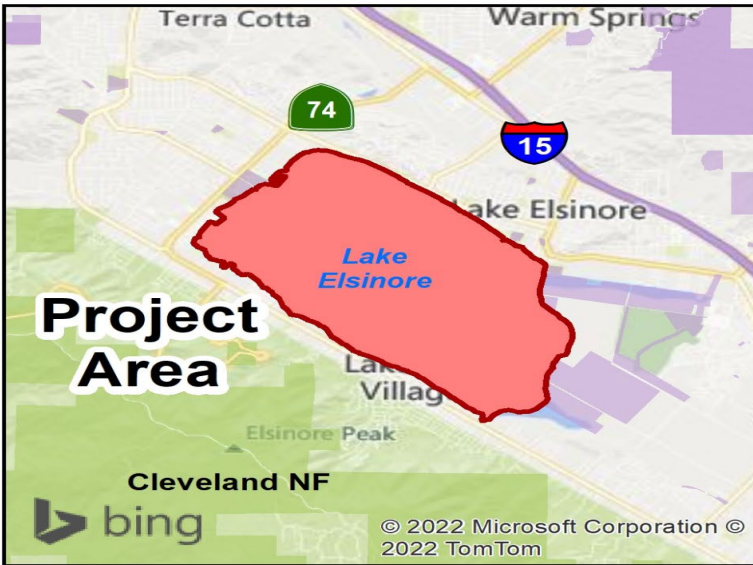 Terra Cotta
Warm Springs
74
15
Lake Elsinore
Lake
Elsinore
Project
Area
Villag
Elsinore Peak
Cleveland NF
bing
© 2022 Microsoft Corporation ©
2022 TomTom